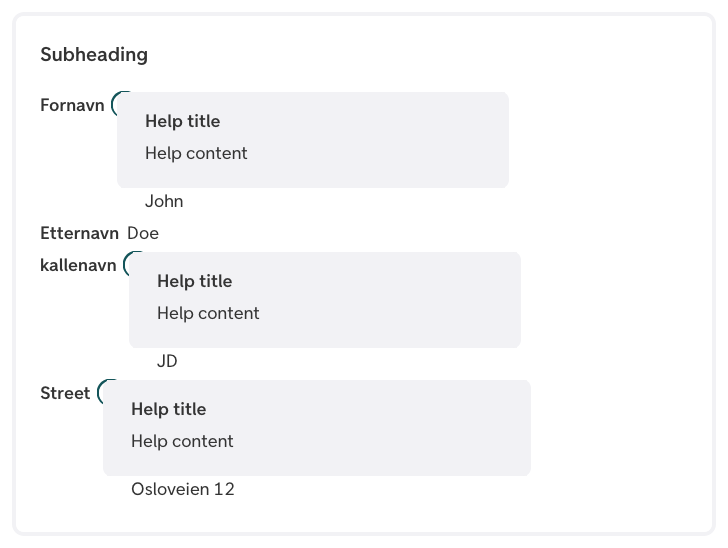 Subheading
Fornavn
Help title
Help content
John
Etternavn Doe
kallenavn
Help title
Help content
JD
Street
Help title
Help content
Osloveien 12